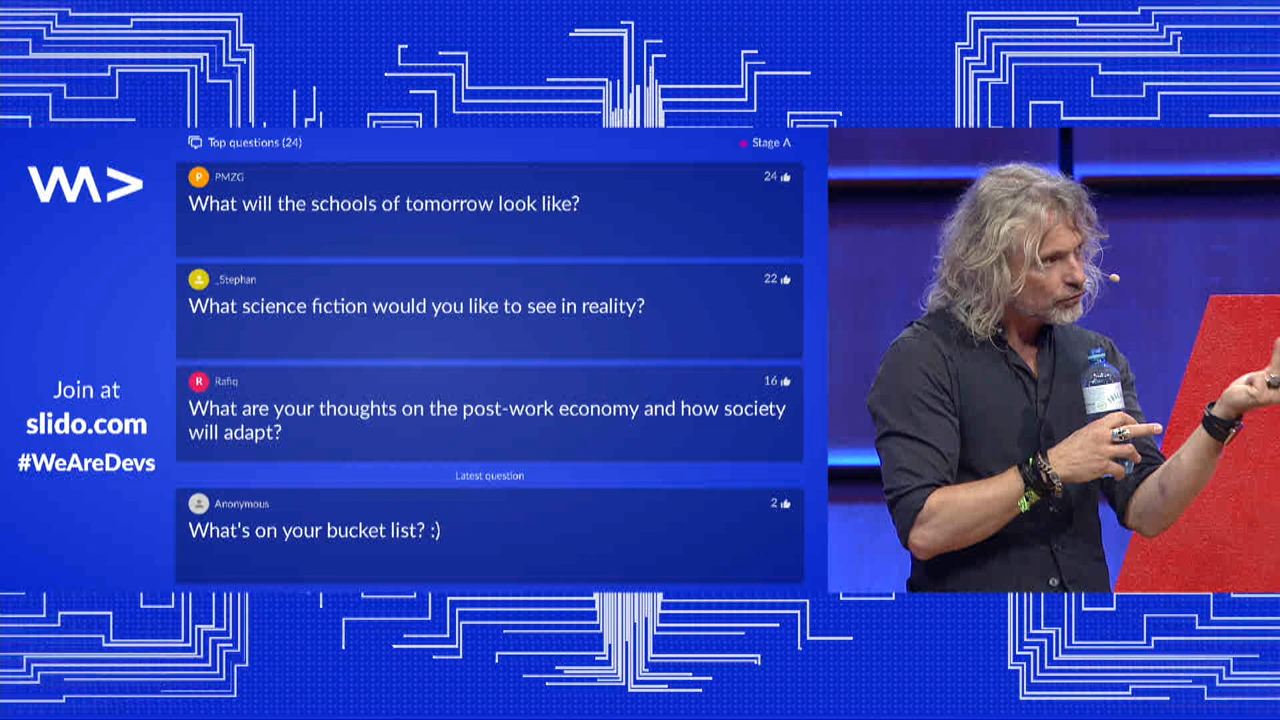 Top questions (24)
Stage A
WA>
P
PMZG
24
What will the schools of tomorrow look like?
_Stephan
22
What science fiction would you like to see in reality?
R
Rafiq
16
What are your thoughts on the post-work economy and how society
will adapt?
Join at
slido.com
#WeAreDevs
Latest question
Anonymous
2
What's on your bucket list? :)